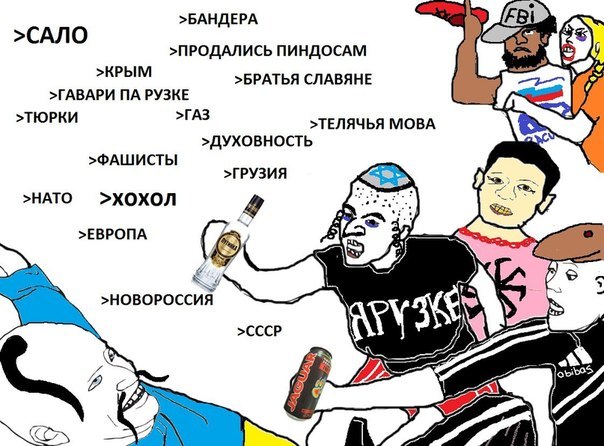 >САЛО
>БАНДЕРА
>ПРОДАЛИСЬ ПИНДОСАМ
>КРЫМ
>БРАТЬЯ СЛАВЯНЕ
>ГАВАРИ ПА РУЗКЕ
>ТЮРКИ
>ГАЗ
>ТЕЛЯЧЬЯ МОВА
>ДУХОВНОСТЬ
>ФАШИСТЫ
>ГРУЗИЯ
>НАТО
>ХОХОЛ
>ЕВРОПА
>НОВОРОССИЯ
>СССР
FBi
ЯРУЗКЕ
JAGUAR
abibas